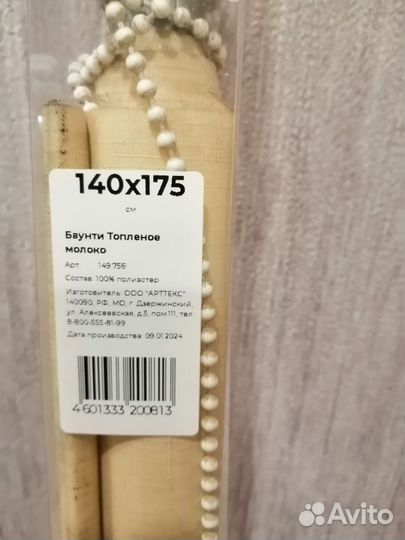 140x175
см
Баунти Топленое
молоко
Арт. 149 756
Состав: 100% полиэстер
Изготовитель: ООО "АРТТЕКС"
140090, РФ, МО, г. Дзержинский,
ул. Алексеевская, д.5, пом.111, тел.
8-800-555-81-99
Дата производства: 09.01.2024
4 601333 200813
Avito